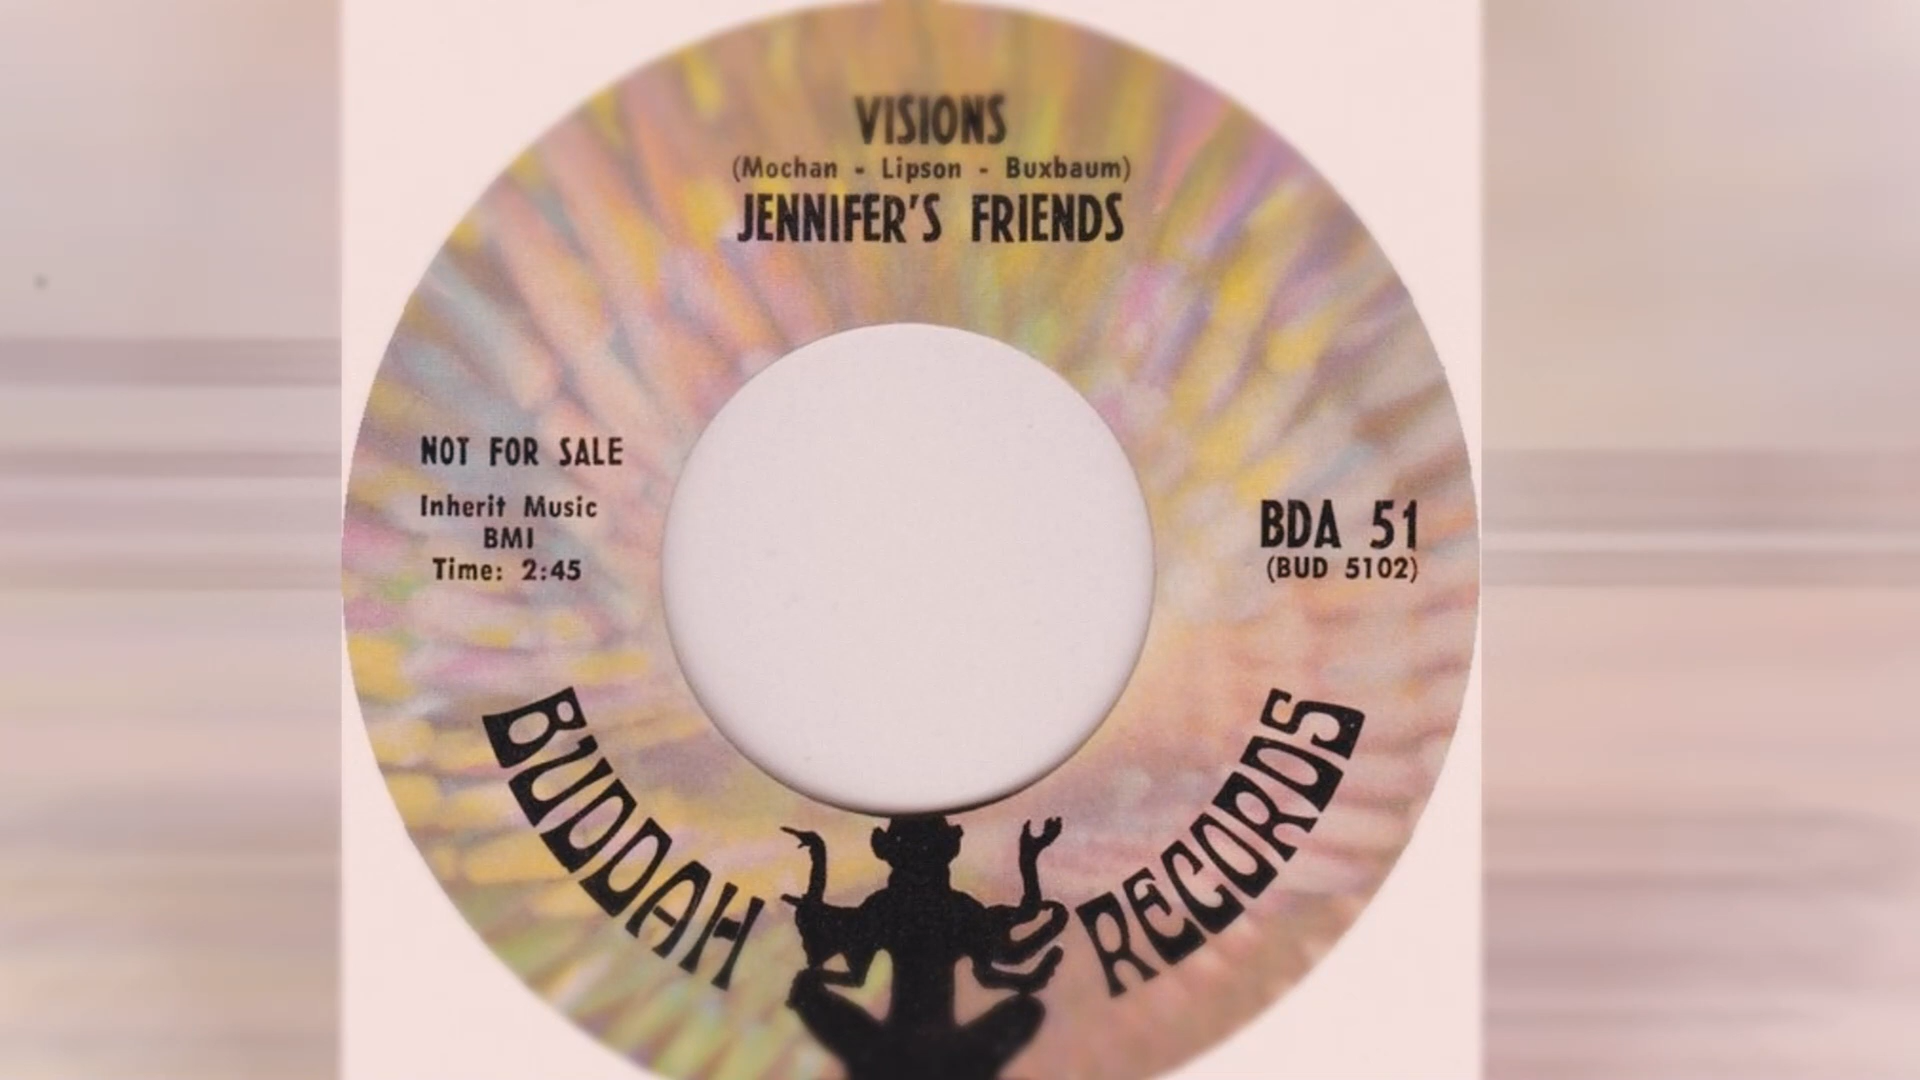 VISIONS
(Mochan - Lipson - Buxbaum)
JENNIFER'S FRIENDS
NOT FOR SALE
Inherit Music
BMI
Time: 2:45
BDA 51
(BUD 5102)
BUDDAH RECORDS